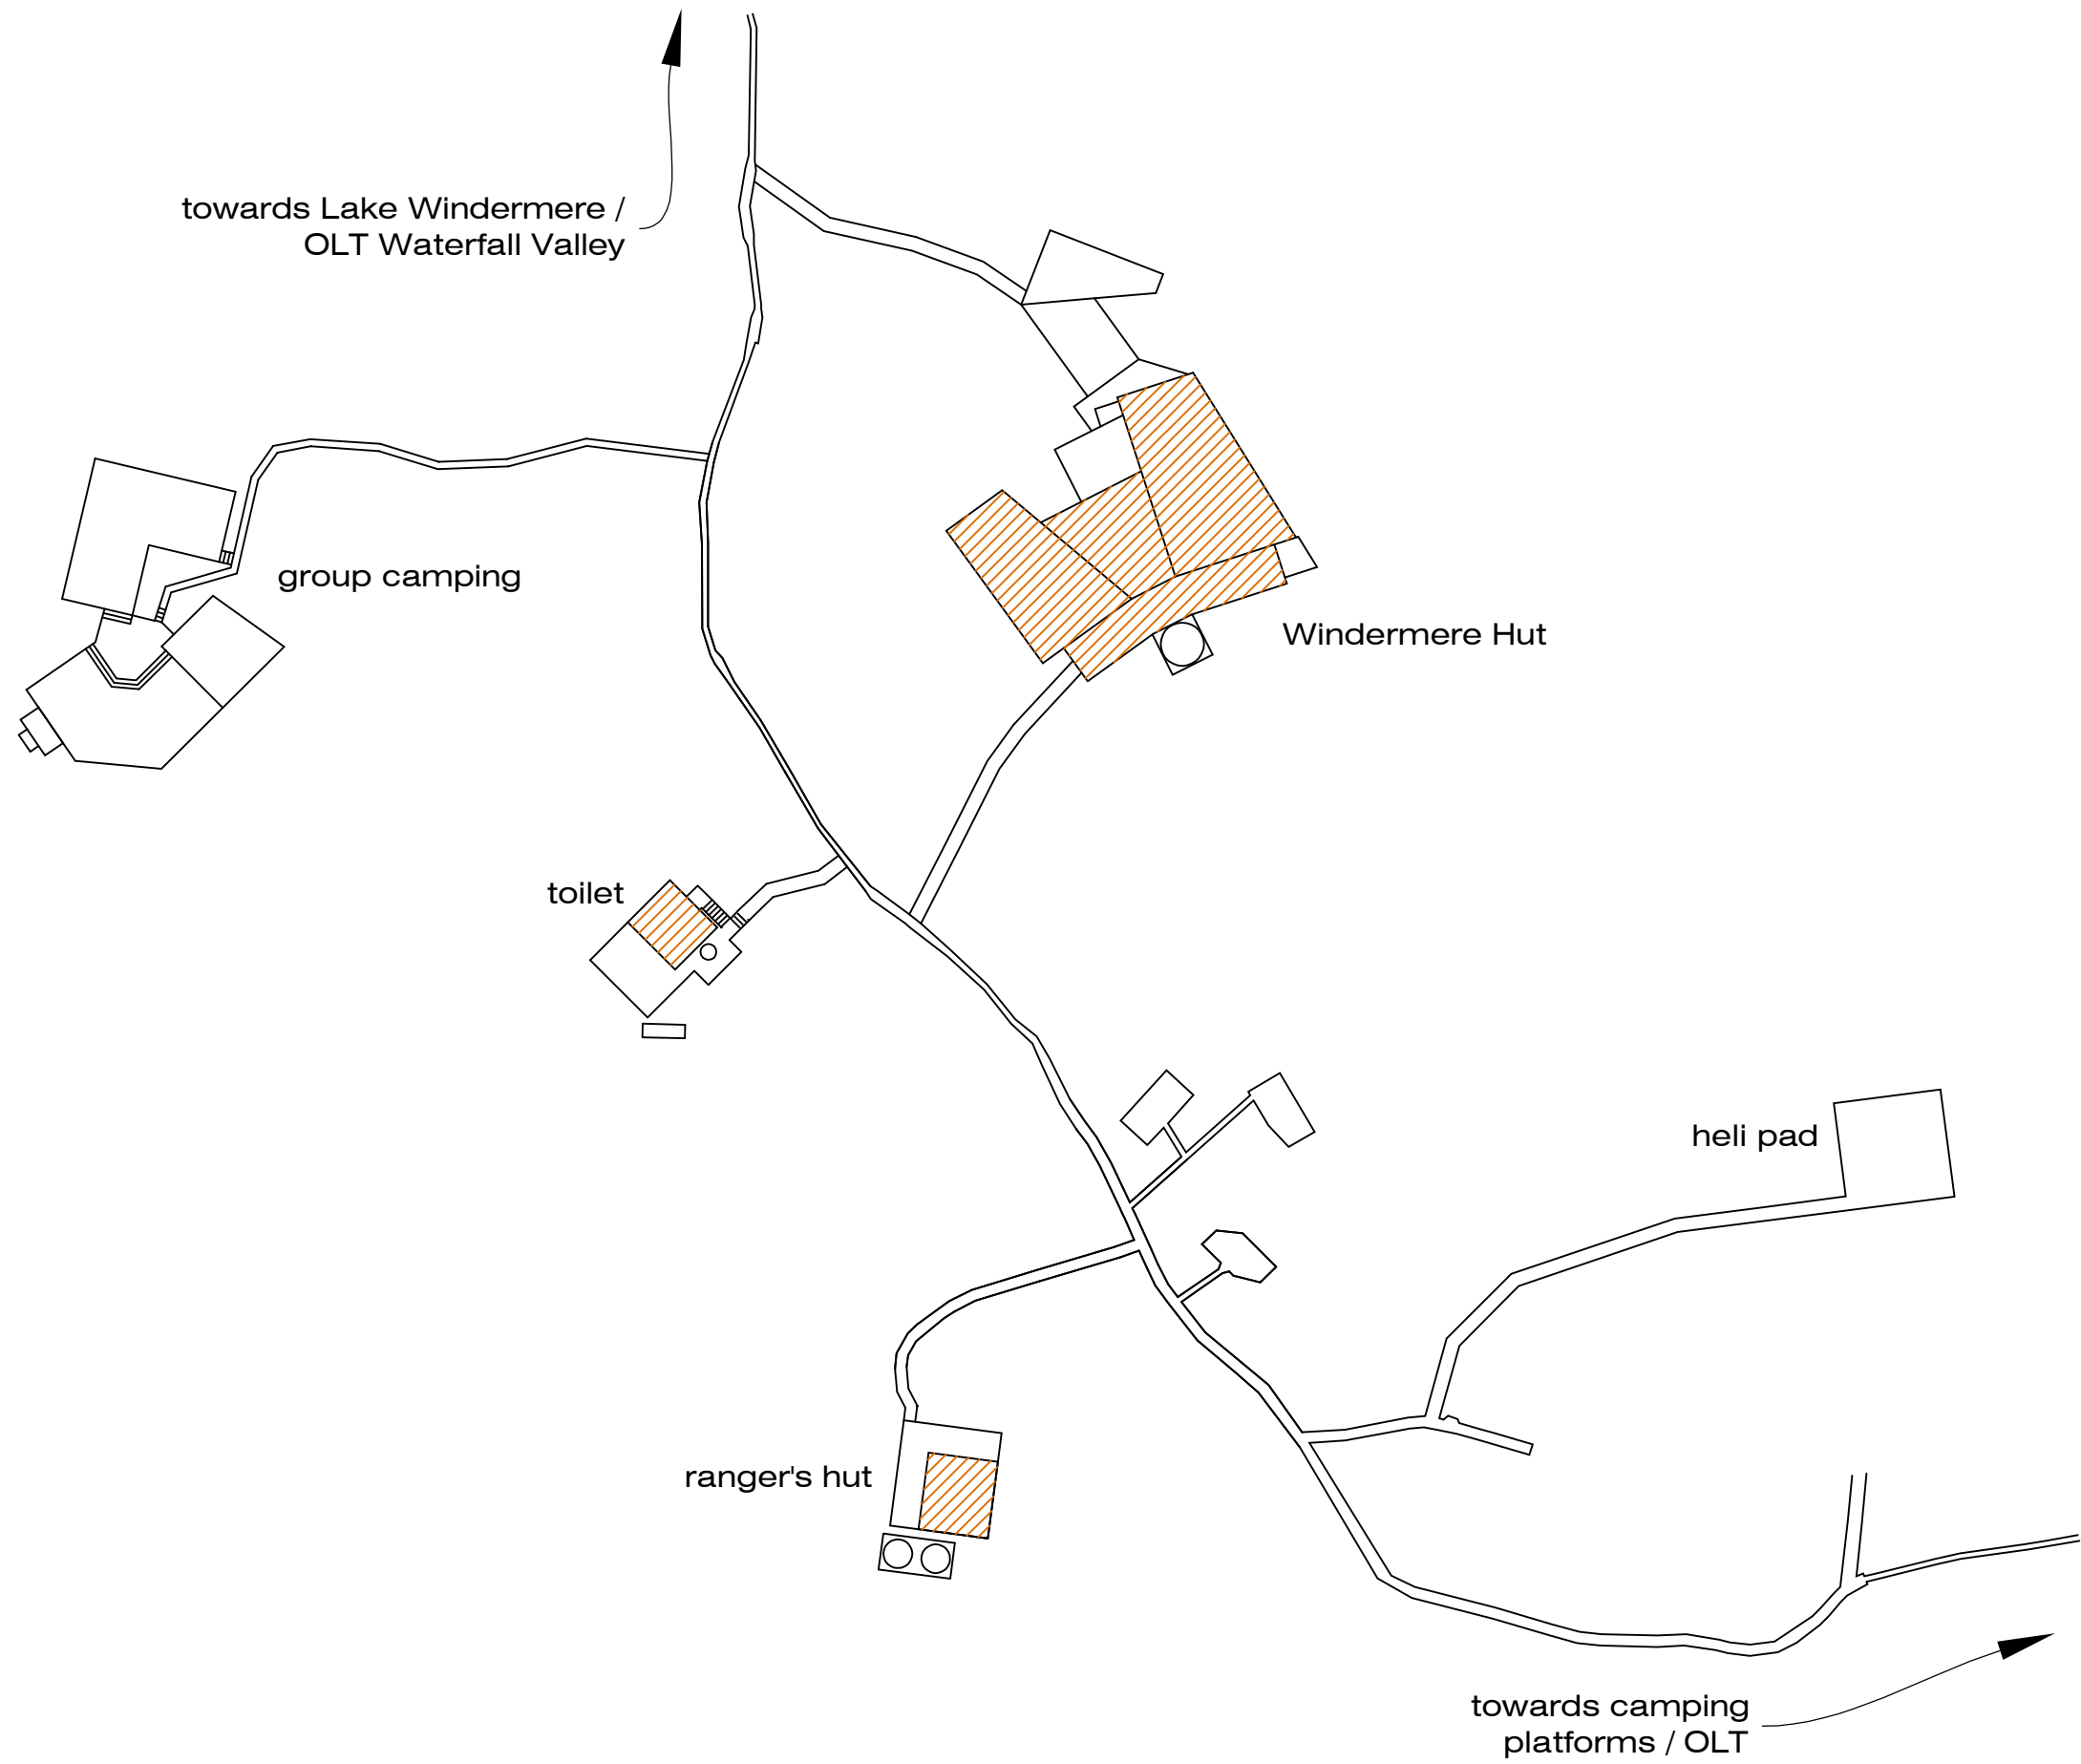 towards Lake Windermere /
OLT Waterfall Valley
group camping
Windermere Hut
toilet
heli pad
ranger's hut
towards camping
platforms / OLT